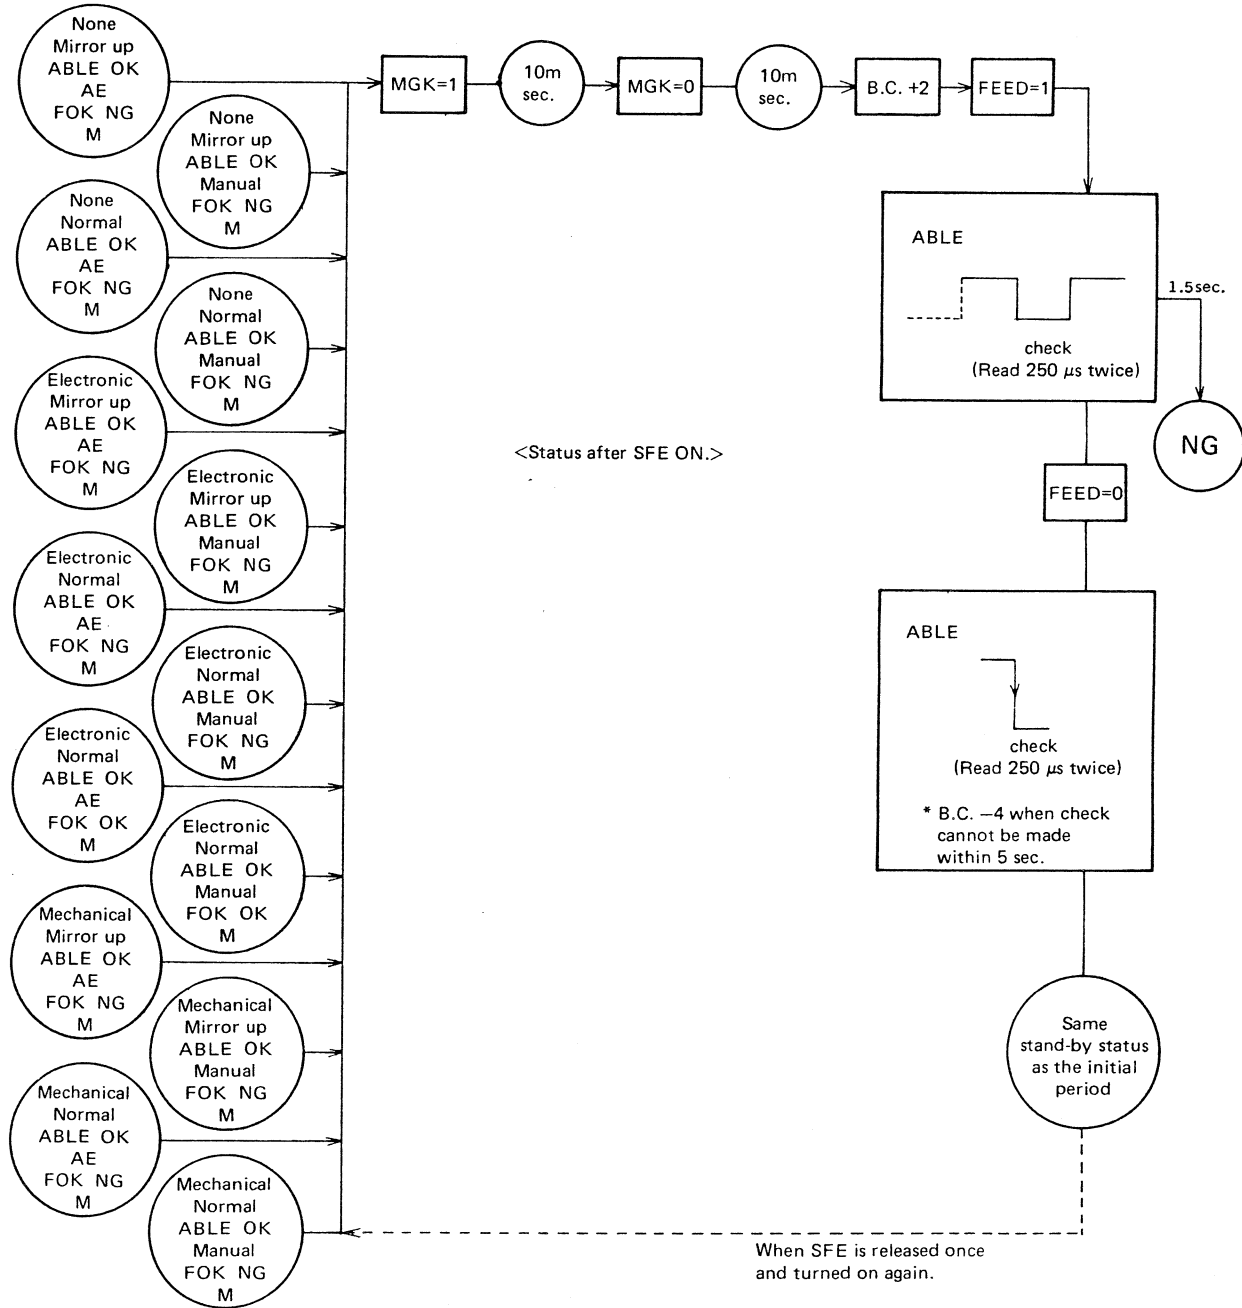 None
Mirror up
ABLE OK
AE
FOK NG
M
None
Mirror up
ABLE OK
Manual
FOK NG
M
None
Normal
ABLE OK
AE
FOK NG
M
None
Normal
ABLE OK
Manual
FOK NG
M
Electronic
Mirror up
ABLE OK
AE
FOK NG
M
Electronic
Mirror up
ABLE OK
Manual
FOK NG
M
Electronic
Normal
ABLE OK
AE
FOK NG
M
Electronic
Normal
ABLE OK
Manual
FOK NG
M
Electronic
Normal
ABLE OK
AE
FOK OK
M
Electronic
Normal
ABLE OK
Manual
FOK OK
M
Mechanical
Mirror up
ABLE OK
AE
FOK NG
M
Mechanical
Mirror up
ABLE OK
Manual
FOK NG
M
Mechanical
Normal
ABLE OK
AE
FOK NG
M
Mechanical
Normal
ABLE OK
Manual
FOK NG
M
MGK=1
10m
sec.
MGK=0
10m
sec.
B.C. +2
FEED=1
ABLE
check
(Read 250 μs twice)
1.5sec.
NG
<Status after SFE ON.>
FEED=0
ABLE
check
(Read 250 μs twice)
* B.C. −4 when check
cannot be made
within 5 sec.
Same
stand-by status
as the initial
period
When SFE is released once
and turned on again.